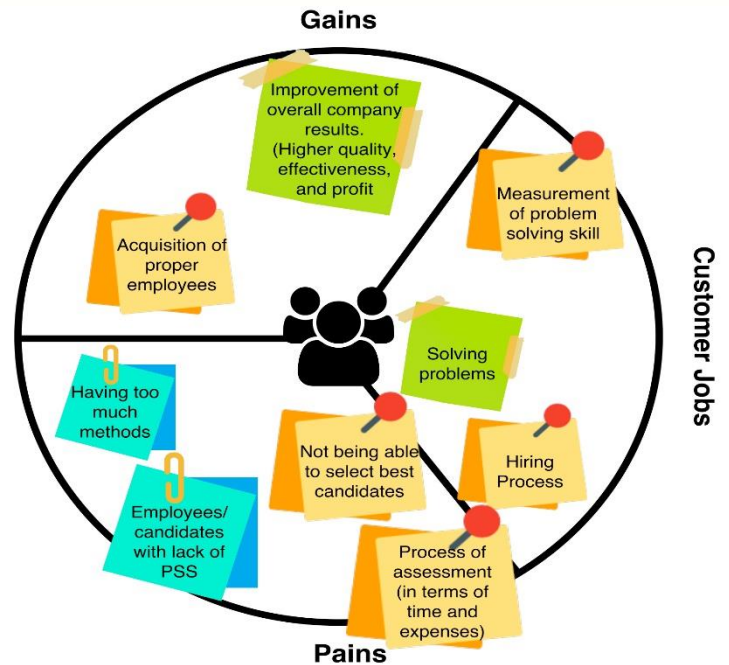 Gains
Improvement of
overall company
results.
(Higher quality,
effectiveness,
and profit
Acquisition of
proper
employees
Measurement
of problem
solving skill
Customer Jobs
Solving
problems
Hiring
Process
Having too
much
methods
Not being able
to select best
candidates
Employees/
candidates
with lack of
PSS
Process of
assessment
(in terms of
time and
expenses)
Pains